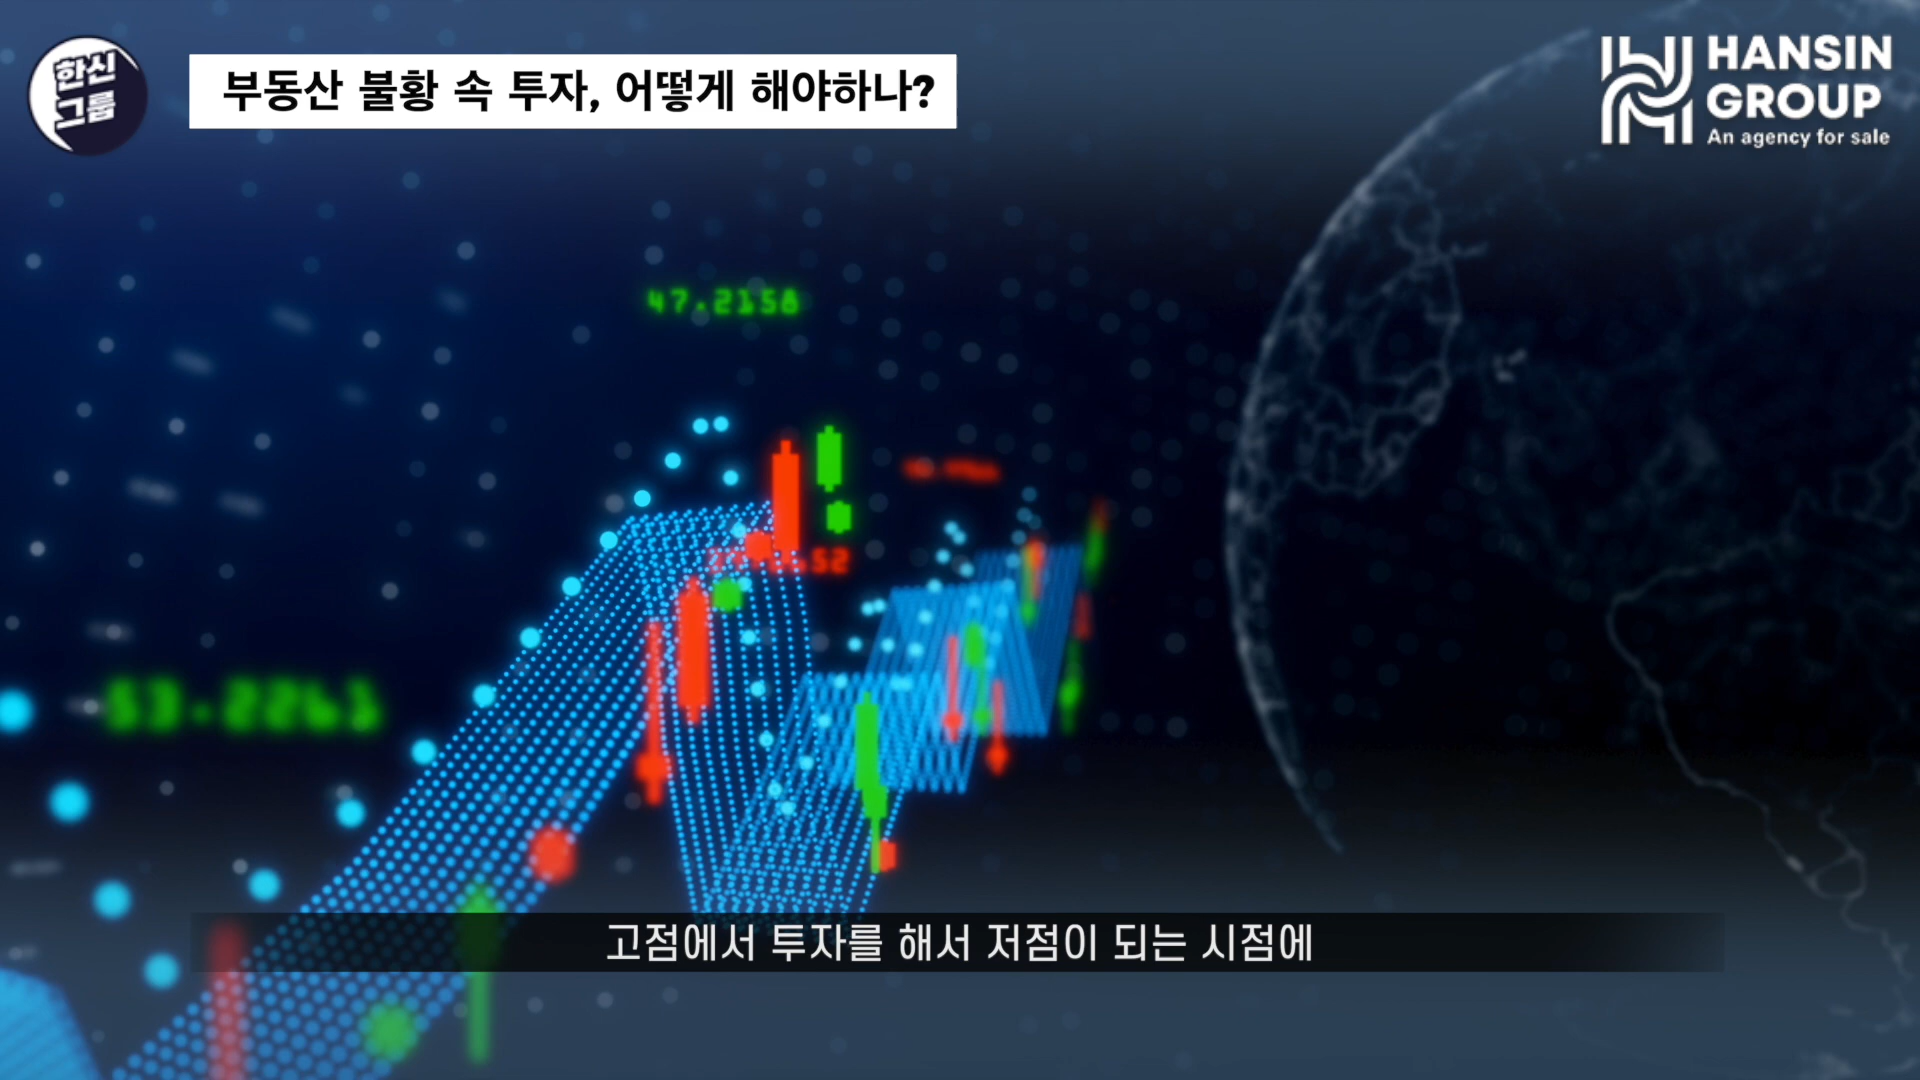 한신
그룹
부동산 불황 속 투자, 어떻게 해야하나?
HANSIN
GROUP
An agency for sale
47.2158
53.2261
고점에서 투자를 해서 저점이 되는 시점에